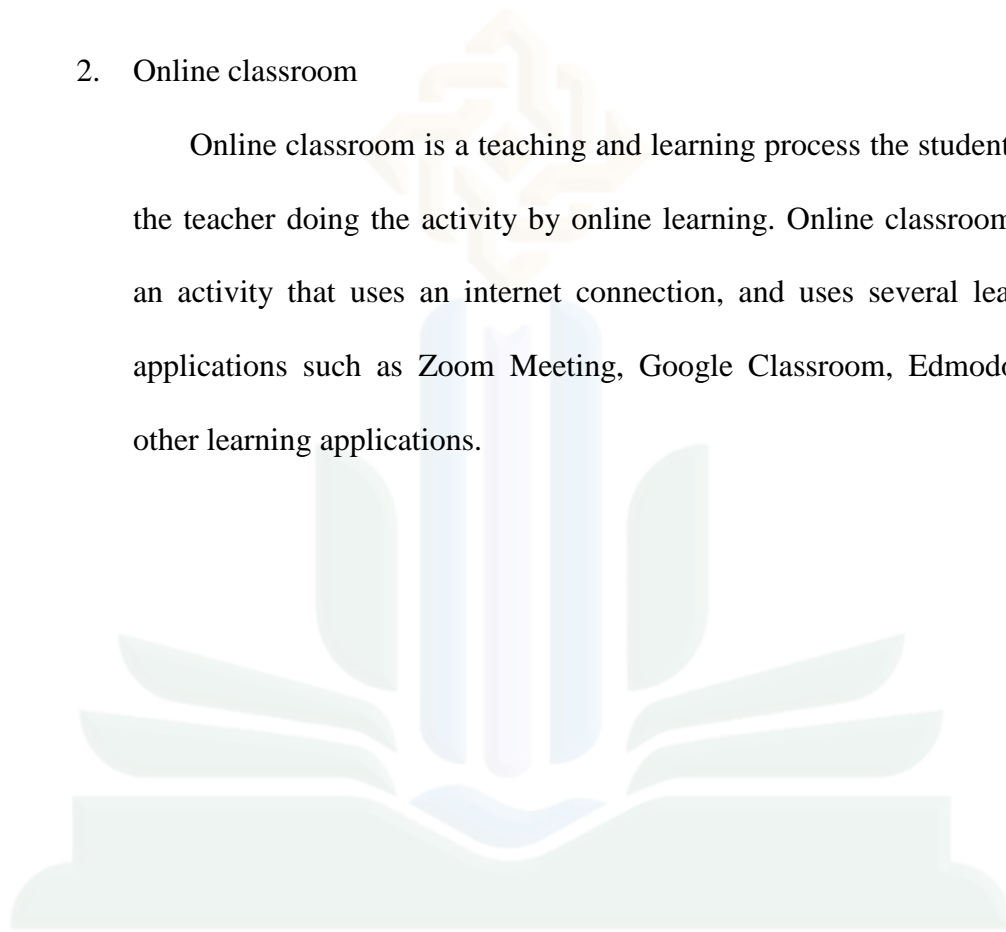 2. Online classroom
Online classroom is a teaching and learning process the student
the teacher doing the activity by online learning. Online classroom
an activity that uses an internet connection, and uses several lea
applications such as Zoom Meeting, Google Classroom, Edmodo
other learning applications.